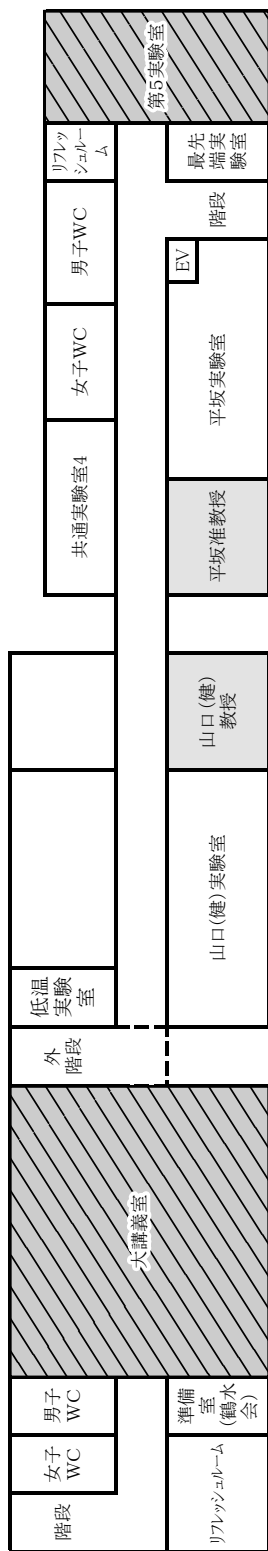 階段
女子
WC
男子
WC
リフレッシュルーム
準備
室
(鶴水
会)
大講義室
外
階段
低温
実験
室
山口(健)実験室
山口(健)
教授
共通実験室4
平坂准教授
女子WC
平坂実験室
男子WC
EV
階段
リフレッ
シュルー
ム
最先
端実
験室
第5実験室